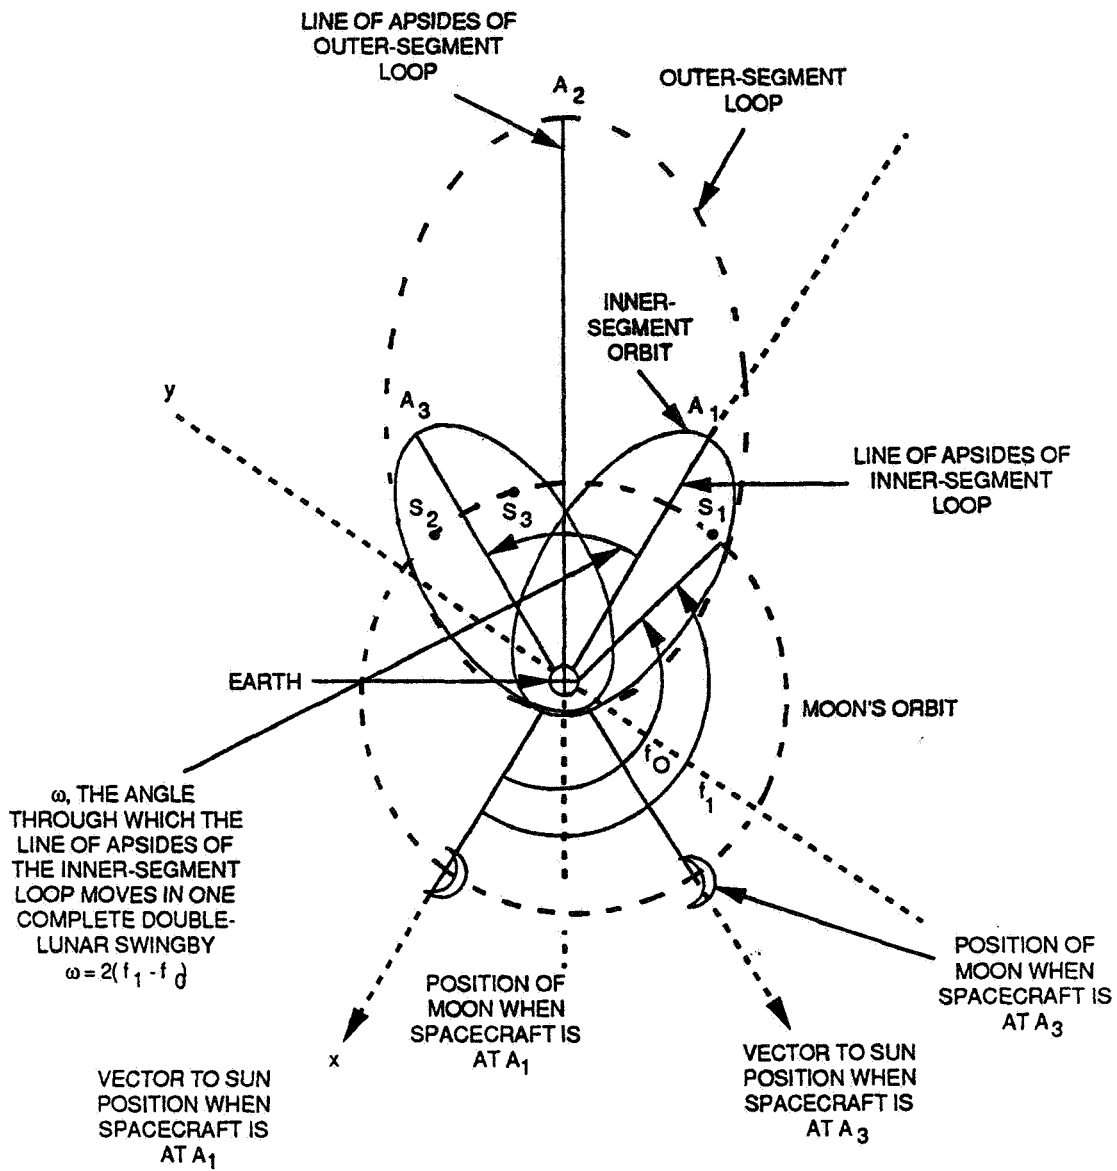 LINE OF APSIDES OF
OUTER-SEGMENT
LOOP
A2
OUTER-SEGMENT
LOOP
INNER-
SEGMENT
ORBIT
y
A3
A1
LINE OF APSIDES OF
INNER-SEGMENT
LOOP
S2
S3
S1
EARTH
MOON'S ORBIT
fO
f1
ω, THE ANGLE
THROUGH WHICH THE
LINE OF APSIDES OF
THE INNER-SEGMENT
LOOP MOVES IN ONE
COMPLETE DOUBLE-
LUNAR SWINGBY
ω = 2(f1 - f0)
POSITION OF
MOON WHEN
SPACECRAFT IS
AT A3
POSITION OF
MOON WHEN
SPACECRAFT IS
AT A1
x
VECTOR TO SUN
POSITION WHEN
SPACECRAFT IS
AT A3
VECTOR TO SUN
POSITION WHEN
SPACECRAFT IS
AT A1